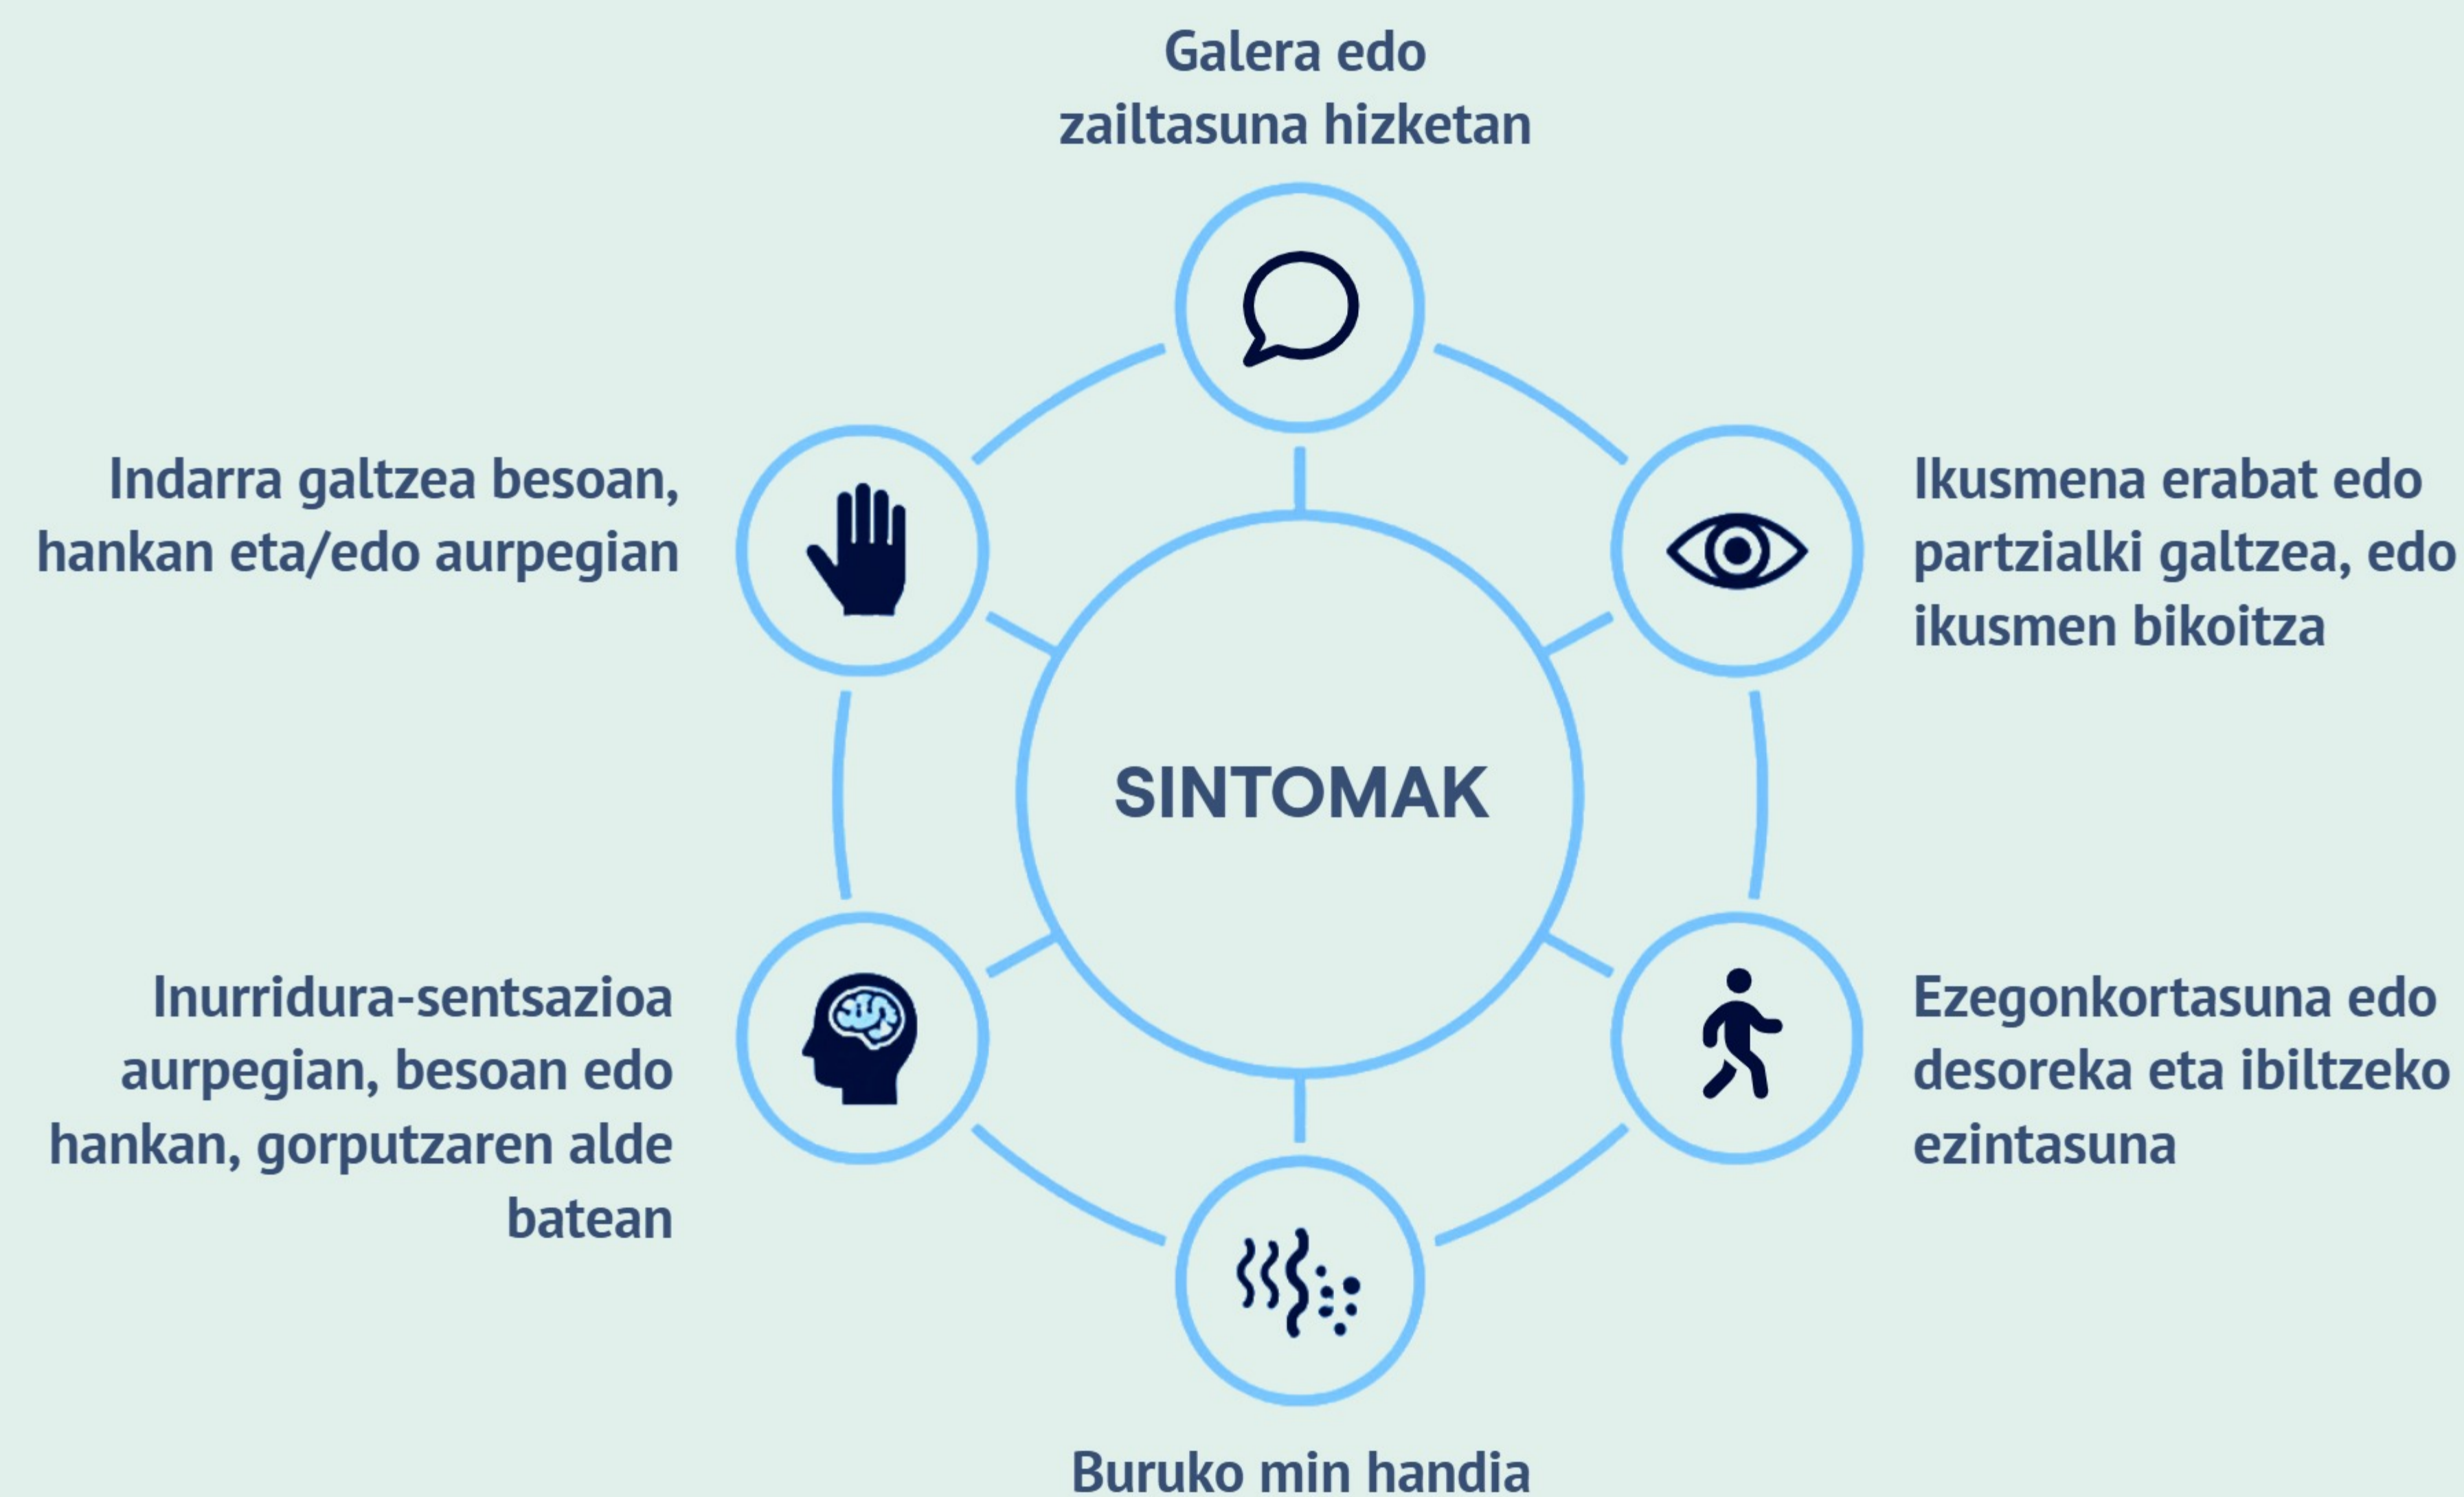 Galera edo
zailtasuna hizketan
Indarra galtzea besoan,
hankan eta/edo aurpegian
Ikusmena erabat edo
partzialki galtzea, edo
ikusmen bikoitza
SINTOMAK
Inurridura-sentsazioa
aurpegian, besoan edo
hankan, gorputzaren alde
batean
Ezegonkortasuna edo
desoreka eta ibiltzeko
ezintasuna
Buruko min handia